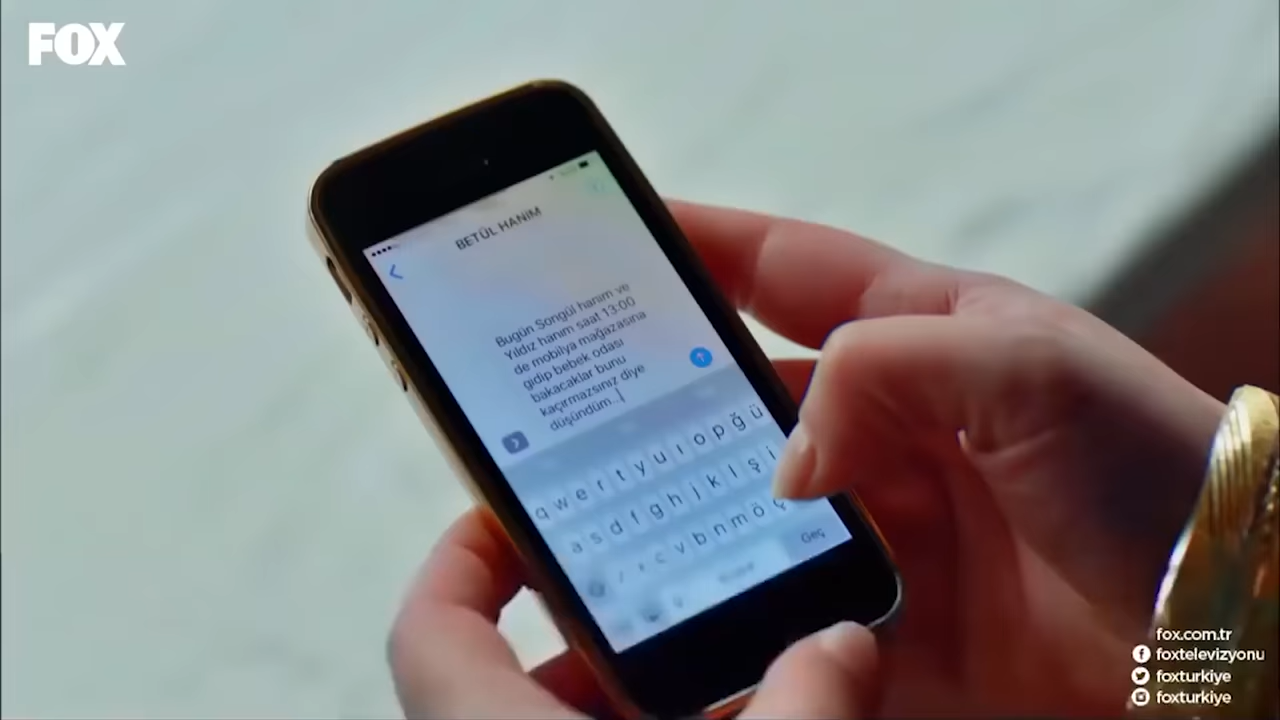 FOX
BETÜL HANIM
Bugün Songül hanım ve
Yıldız hanım saat 13:00
de mobilya mağazasına
gidip bebek odası
bakacaklar bunu
kaçırmazsınız diye
düşündüm...
q w e r t y u ı o p ğ ü
a s d f g h j k l ş i
c v b n m ö ç
Geç
fox.com.tr
foxtelevizyonu
foxturkiye
foxturkiye